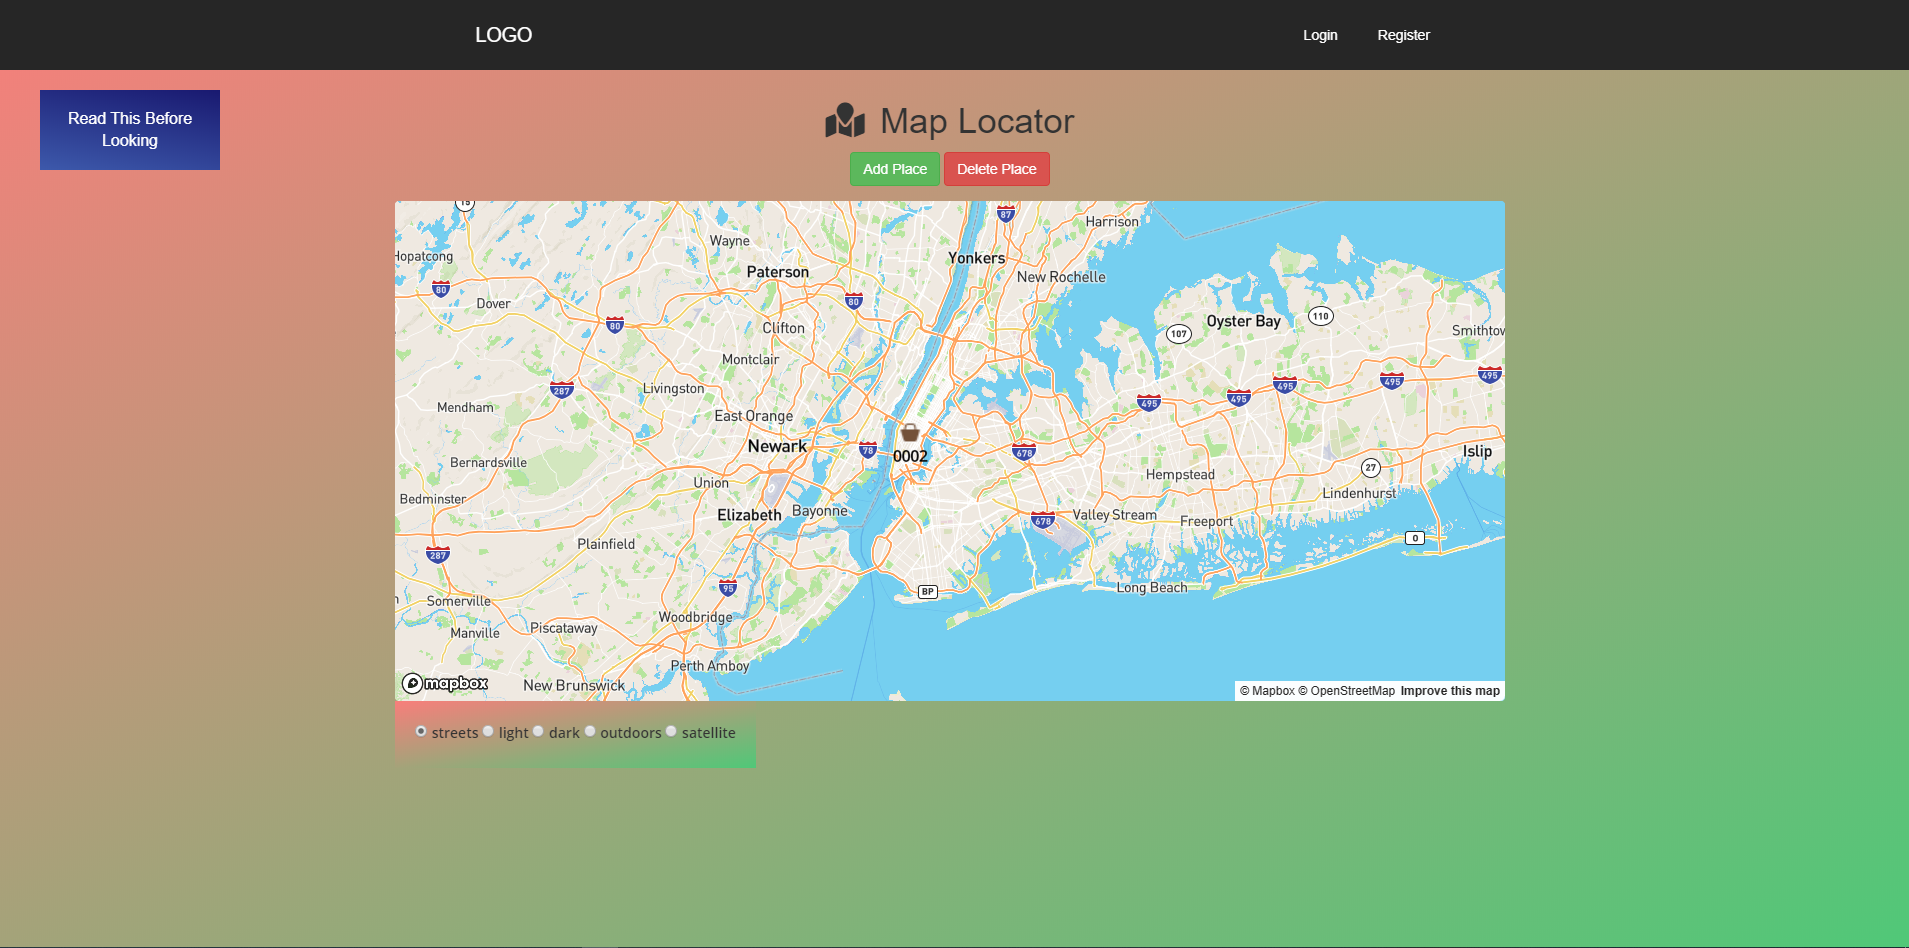 LOGO
Login
Register
Read This Before
Looking
Map Locator
Add Place
Delete Place
15
87
Harrison
Wayne
Hopatcong
Yonkers
Paterson
New Rochelle
80
Dover
80
80
Clifton
110
Oyster Bay
107
Smithtow
Montclair
287
Livingston
495
495
495
495
495
Mendham
East Orange
Newark
78
0002
678
Islip
Bernardsville
27
Hempstead
Union
Lindenhurst
Bedminster
Elizabeth
Bayonne
678
Valley Stream
Freeport
Plainfield
0
287
95
BP
Long Beach
Somerville
Woodbridge
Piscataway
Manville
Perth Amboy
New Brunswick
mapbox
© Mapbox © OpenStreetMap Improve this map
streets light dark outdoors satellite